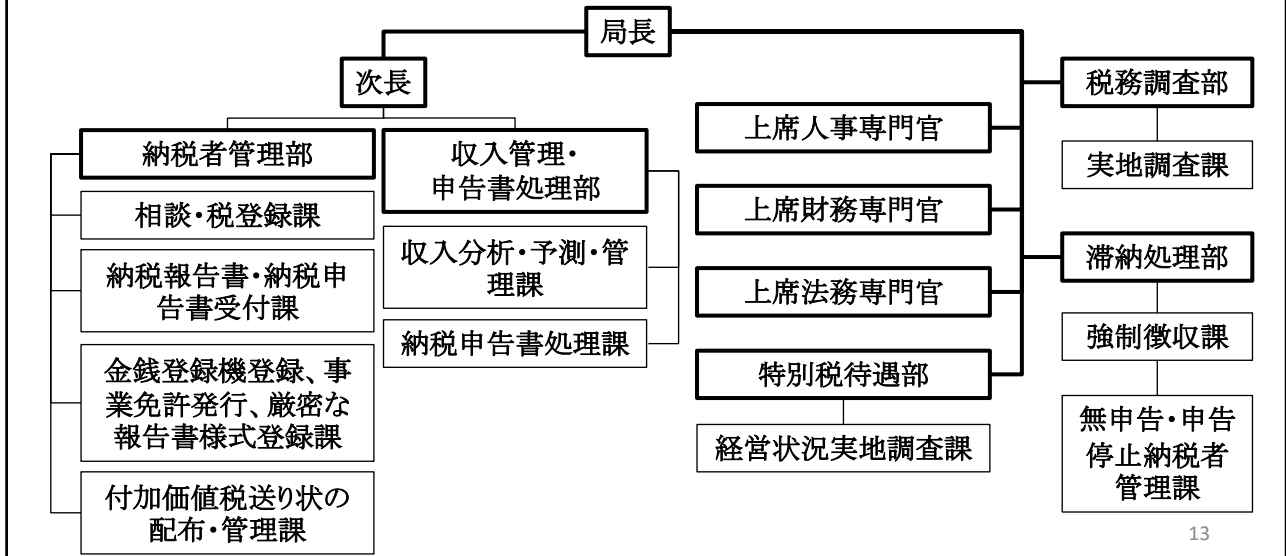 局長
次長
納税者管理部
相談・税登録課
納税報告書・納税申
告書受付課
金銭登録機登録、事
業免許発行、厳密な
報告書様式登録課
付加価値税送り状の
配布・管理課
収入管理・
申告書処理部
収入分析・予測・管
理課
納税申告書処理課
上席人事専門官
上席財務専門官
上席法務専門官
特別税待遇部
経営状況実地調査課
税務調査部
実地調査課
滞納処理部
強制徴収課
無申告・申告
停止納税者
管理課
13